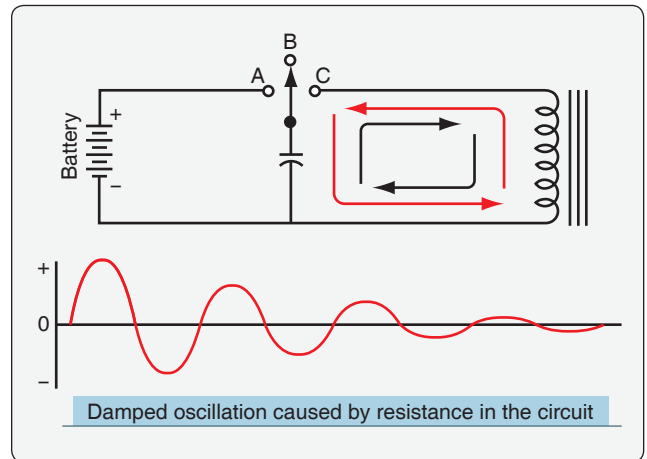 B
A
C
+
Battery
−
+
0
−
Damped oscillation caused by resistance in the circuit